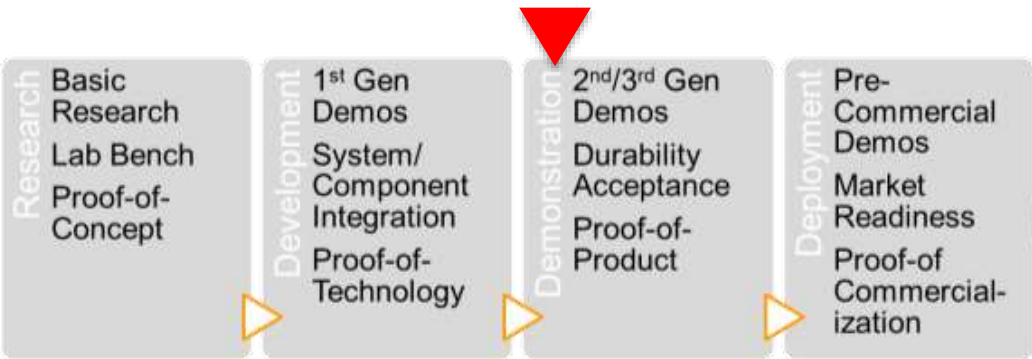 Research
Basic
Research
Lab Bench
Proof-of-
Concept
Development
1st Gen
Demos
System/
Component
Integration
Proof-of-
Technology
Demonstration
2nd/3rd Gen
Demos
Durability
Acceptance
Proof-of-
Product
Deployment
Pre-
Commercial
Demos
Market
Readiness
Proof-of
Commercial-
ization